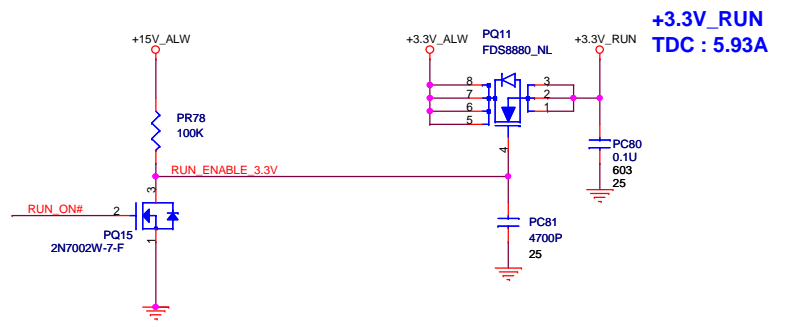 +3.3V_RUN
TDC : 5.93A
+15V_ALW
+3.3V_ALW
PQ11
FDS8880_NL
+3.3V_RUN
8
7
6
5
3
2
1
4
PR78
100K
PC80
0.1U
603
25
RUN_ENABLE_3.3V
3
RUN_ON#
2
1
PQ15
2N7002W-7-F
PC81
4700P
25